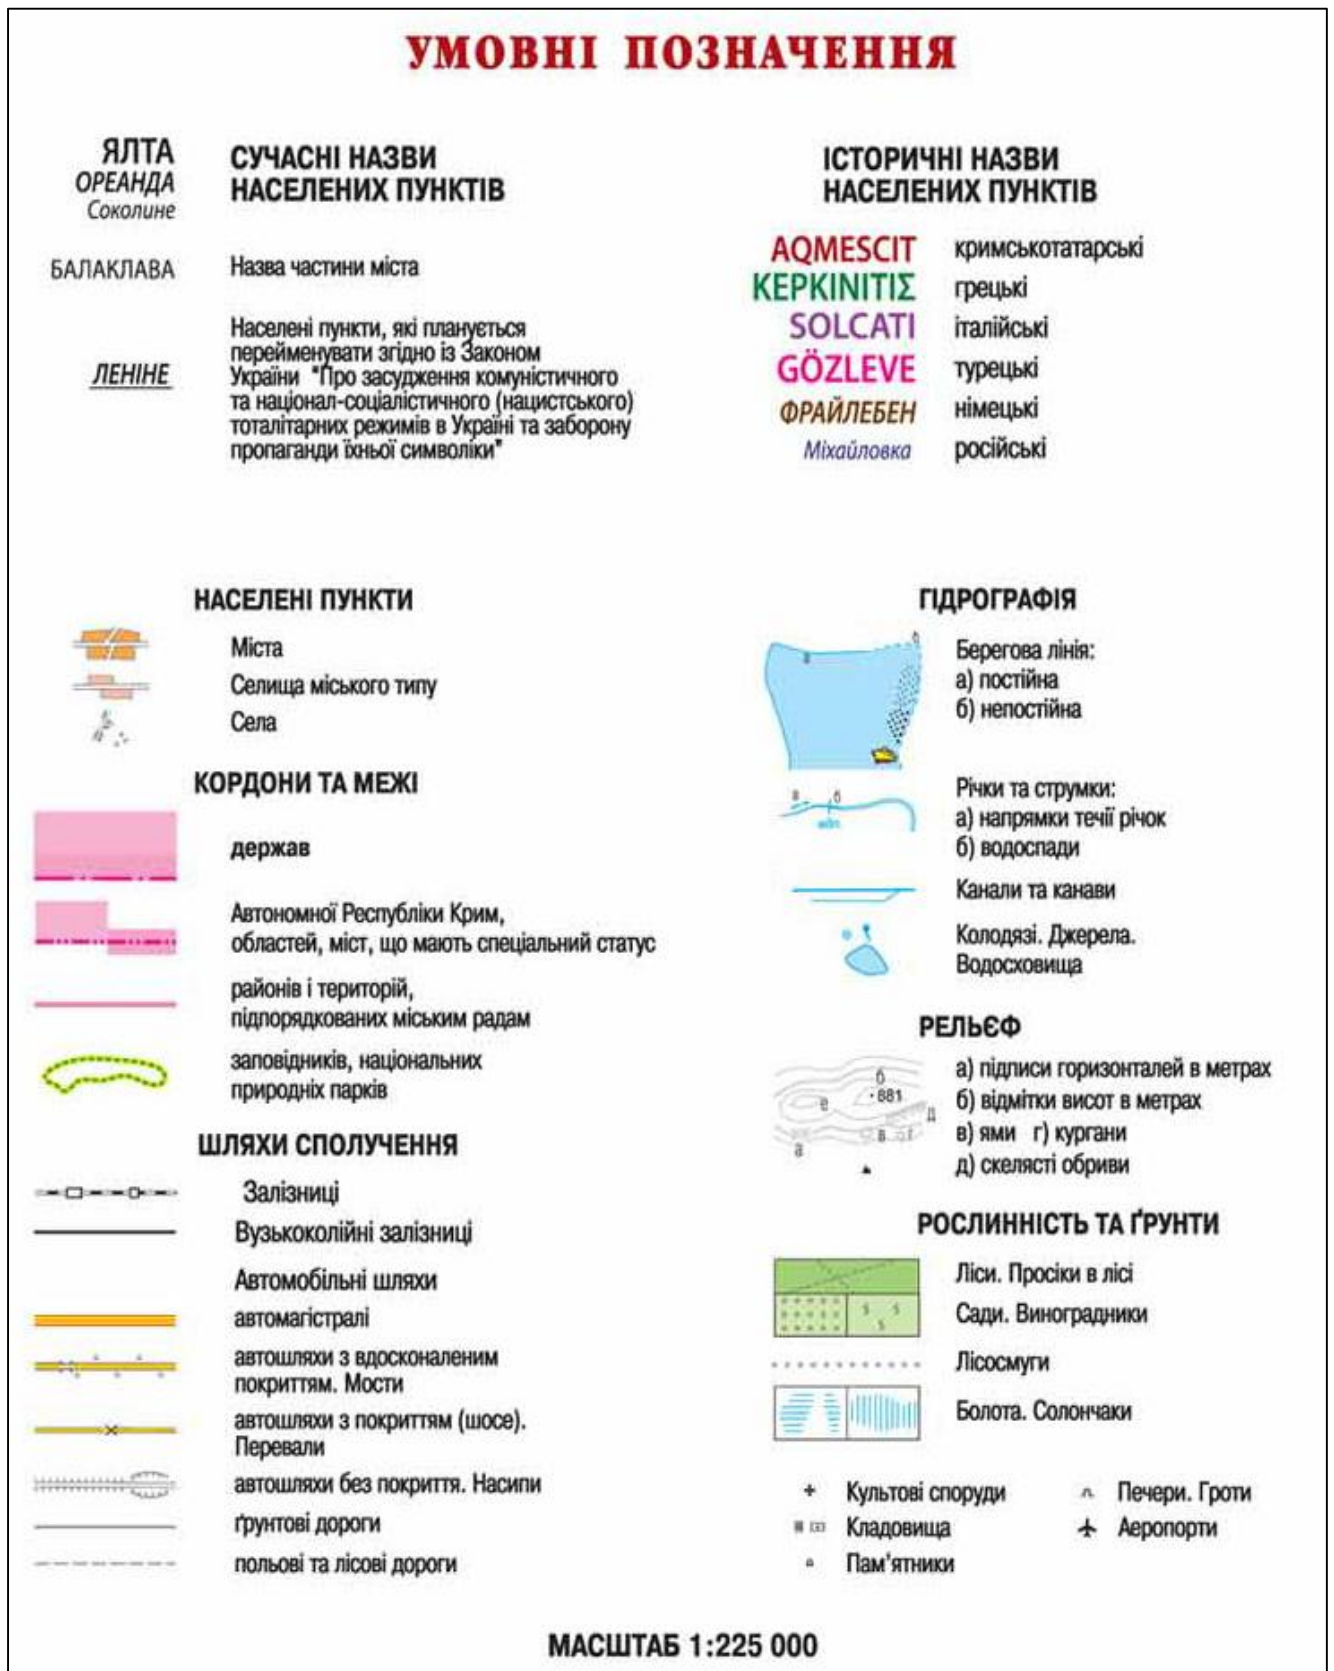 УМОВНІ ПОЗНАЧЕННЯ
ЯЛТА
ОРЕАНДА
Соколине
СУЧАСНІ НАЗВИ
НАСЕЛЕНИХ ПУНКТІВ
БАЛАКЛАВА
Назва частини міста
ЛЕНІНЕ
Населені пункти, які планується
перейменувати згідно із Законом
України "Про засудження комуністичного
та націонал-соціалістичного (нацистського)
тоталітарних режимів в Україні та заборону
пропаганди їхньої символіки"
ІСТОРИЧНІ НАЗВИ
НАСЕЛЕНИХ ПУНКТІВ
AQMESCIT кримськотатарські
ΚΕΡΚΙΝΙΤΙΣ грецькі
SOLCATI італійські
GÖZLEVE турецькі
ФРАЙЛЕБЕН німецькі
Міхайловка російські
НАСЕЛЕНІ ПУНКТИ
Міста
Селища міського типу
Села
КОРДОНИ ТА МЕЖІ
держав
Автономної Республіки Крим,
областей, міст, що мають спеціальний статус
районів і територій,
підпорядкованих міським радам
заповідників, національних
природніх парків
ШЛЯХИ СПОЛУЧЕННЯ
Залізниці
Вузькоколійні залізниці
Автомобільні шляхи
автомагістралі
автошляхи з вдосконаленим
покриттям. Мости
автошляхи з покриттям (шосе).
Перевали
автошляхи без покриття. Насипи
ґрунтові дороги
польові та лісові дороги
ГІДРОГРАФІЯ
а
б
Берегова лінія:
а) постійна
б) непостійна
а б
Річки та струмки:
а) напрямки течії річок
б) водоспади
Канали та канави
Колодязі. Джерела.
Водосховища
РЕЛЬЄФ
б
881
д
в г
а
а) підписи горизонталей в метрах
б) відмітки висот в метрах
в) ями г) кургани
д) скелясті обриви
РОСЛИННІСТЬ ТА ҐРУНТИ
Ліси. Просіки в лісі
Сади. Виноградники
Лісосмуги
Болота. Солончаки
Культові споруди
Кладовища
Пам'ятники
Печери. Гроти
Аеропорти
МАСШТАБ 1:225 000